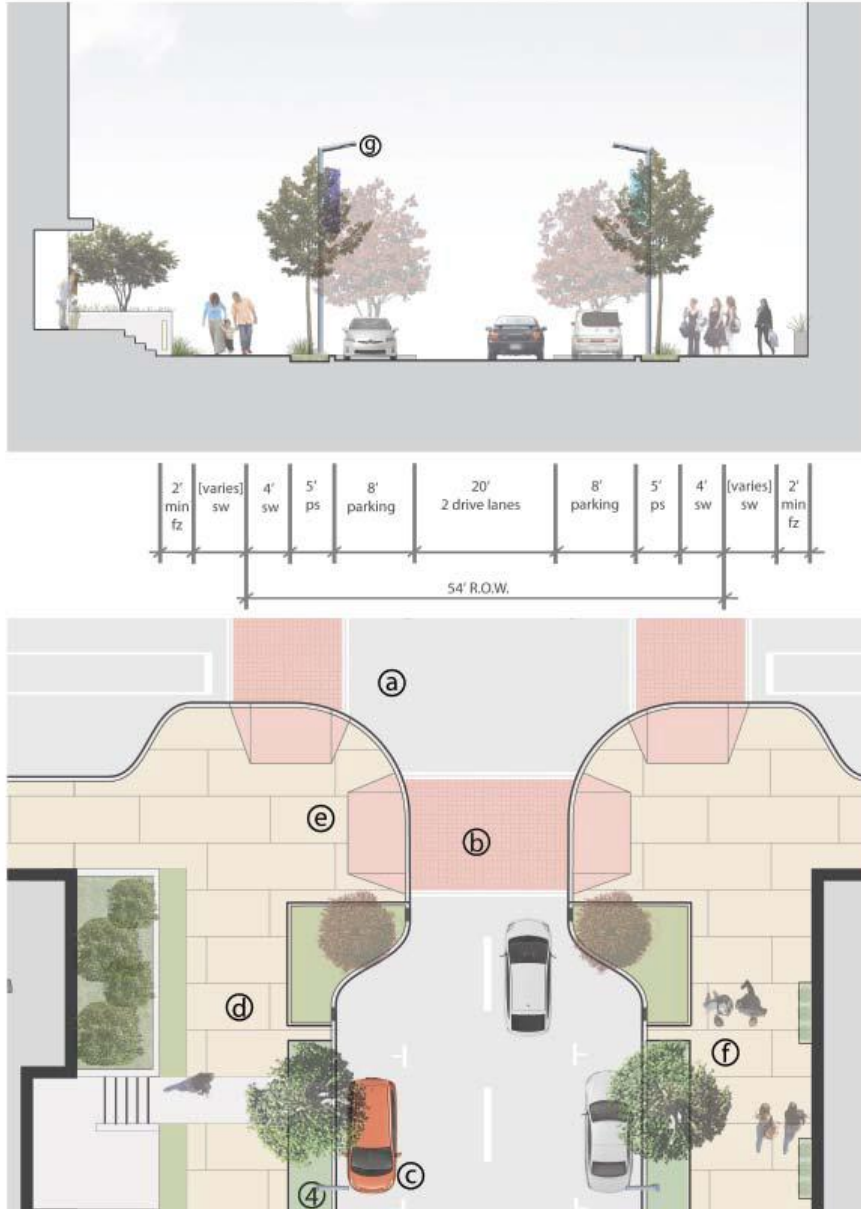 g
2' [varies] 4' 5' 8' 20' 8' 5' 4' [varies] 2'
min sw sw ps parking 2 drive lanes parking ps sw sw min
fz fz
54' R.O.W.
a
b
e
d
f
c
4